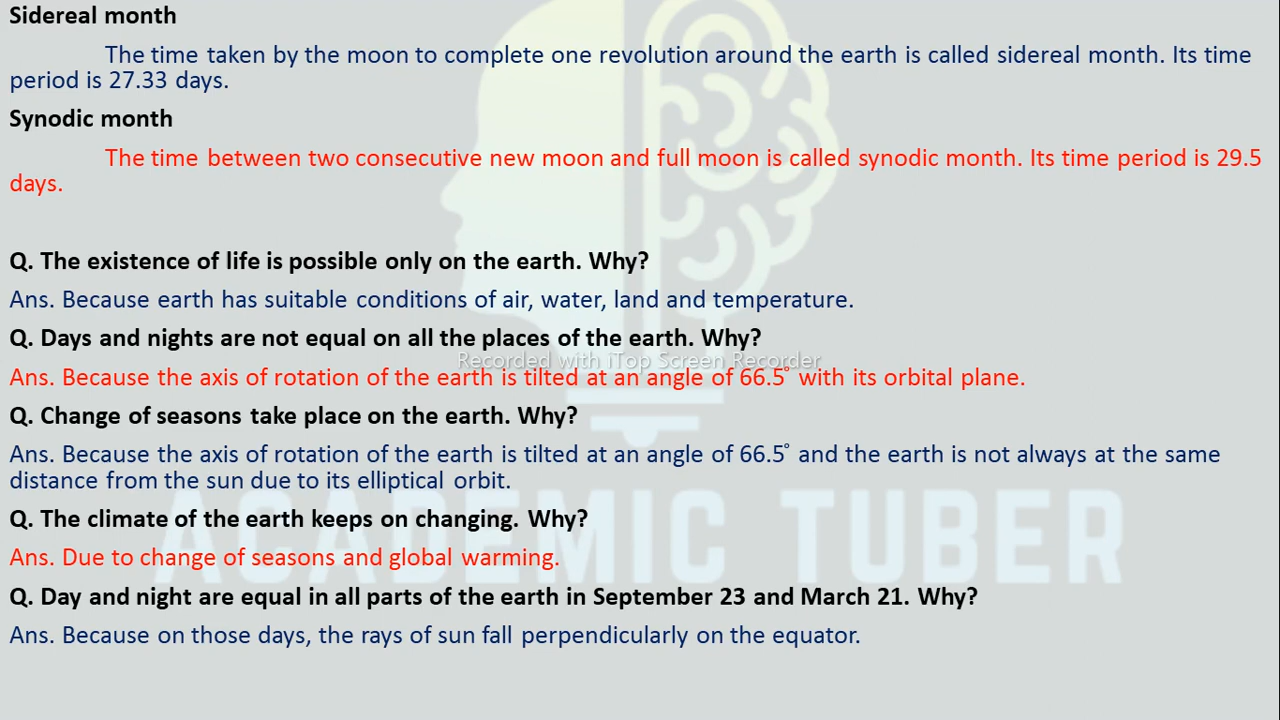 Sidereal month
The time taken by the moon to complete one revolution around the earth is called sidereal month. Its time
period is 27.33 days.
Synodic month
The time between two consecutive new moon and full moon is called synodic month. Its time period is 29.5
days.
Q. The existence of life is possible only on the earth. Why?
Ans. Because earth has suitable conditions of air, water, land and temperature.
Q. Days and nights are not equal on all the places of the earth. Why?
Recorded with iTop Screen Recorder
Ans. Because the axis of rotation of the earth is tilted at an angle of 66.5° with its orbital plane.
Q. Change of seasons take place on the earth. Why?
Ans. Because the axis of rotation of the earth is tilted at an angle of 66.5° and the earth is not always at the same
distance from the sun due to its elliptical orbit.
Q. The climate of the earth keeps on changing. Why?
ACADEMIC TUBER
Ans. Due to change of seasons and global warming.
Q. Day and night are equal in all parts of the earth in September 23 and March 21. Why?
Ans. Because on those days, the rays of sun fall perpendicularly on the equator.